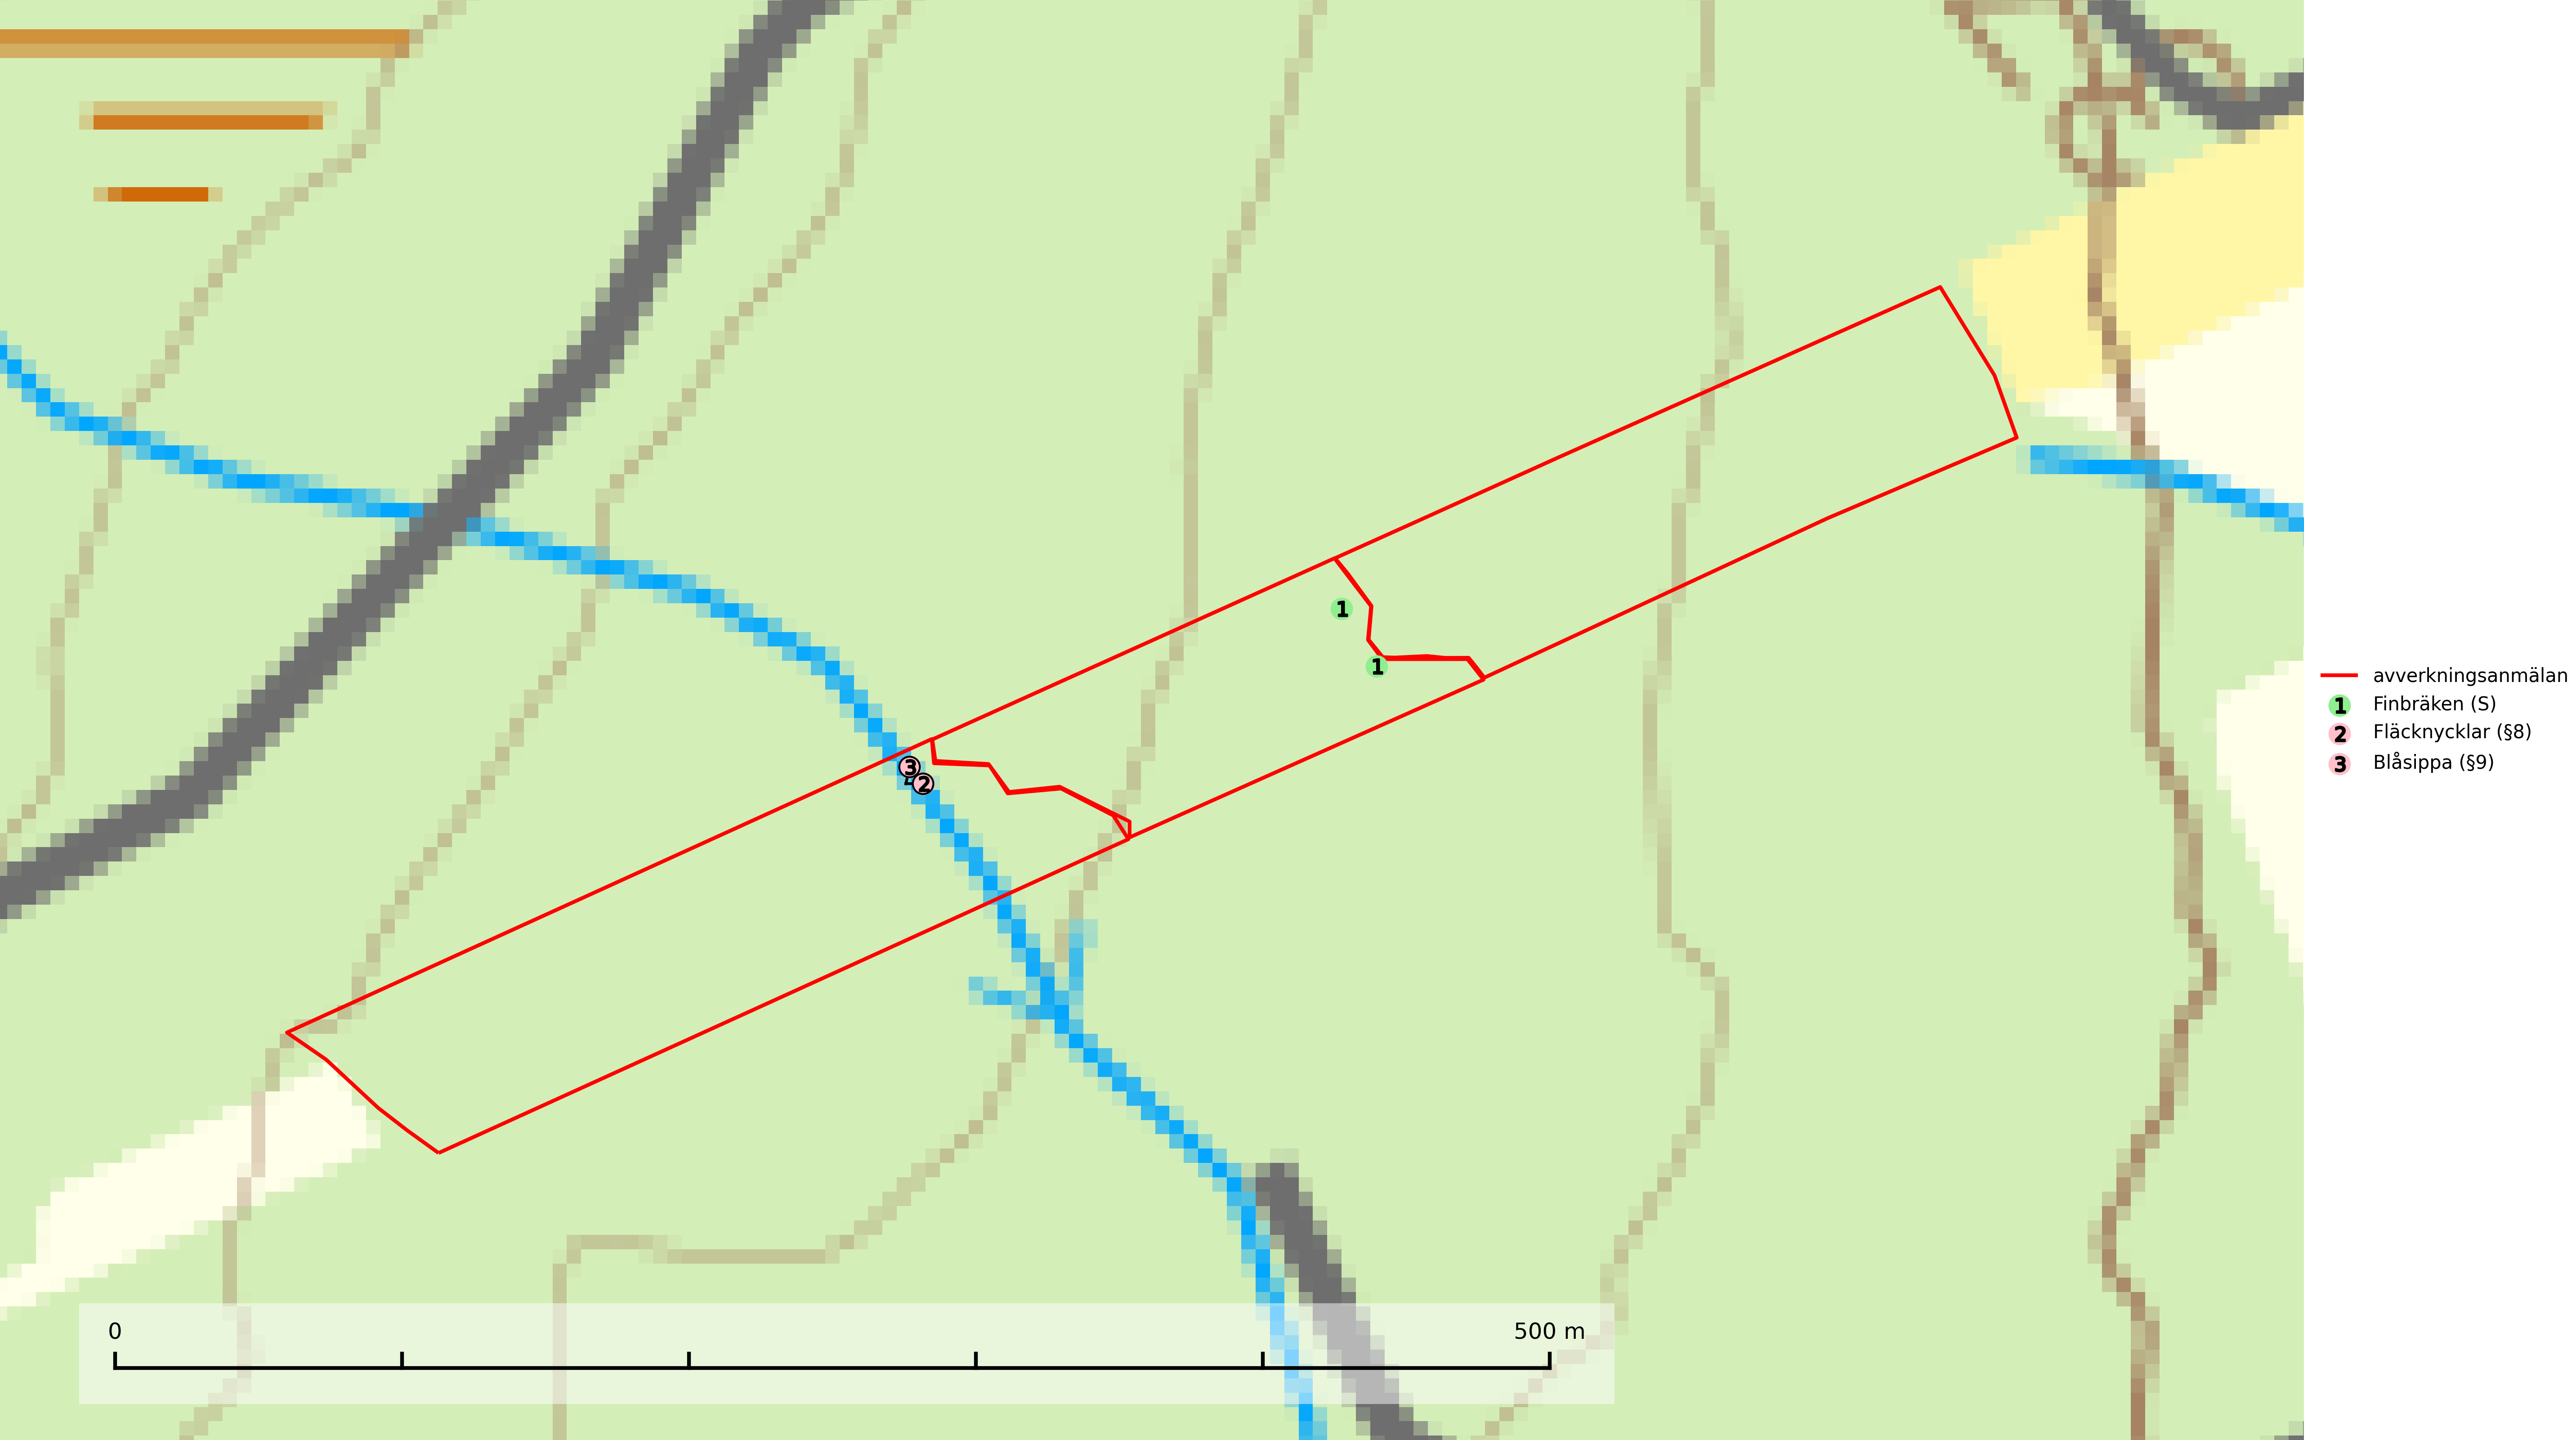 1
1
3
2
avverkningsanmälan
1 Finbräken (S)
2 Fläcknycklar (§8)
3 Blåsippa (§9)
0 500 m